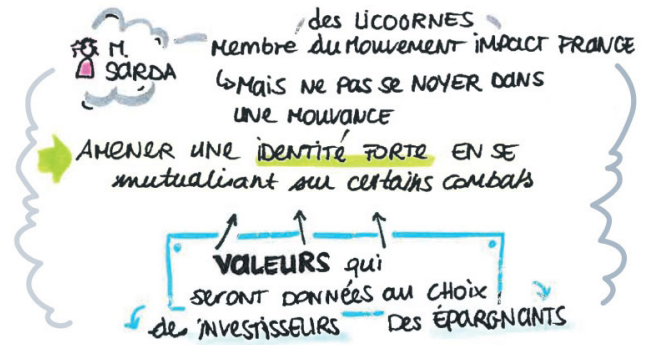 des LICOORNES
M. SARDA
Membre du Mouvement IMPACT FRANCE
↳ Mais ne pas se NOYER DANS
UNE MOUVANCE
AMENER UNE IDENTITÉ FORTE EN SE
mutualisant sur certains combats
VALEURS qui
seront DONNÉES au CHOIX
des INVESTISSEURS Des ÉPARGNANTS